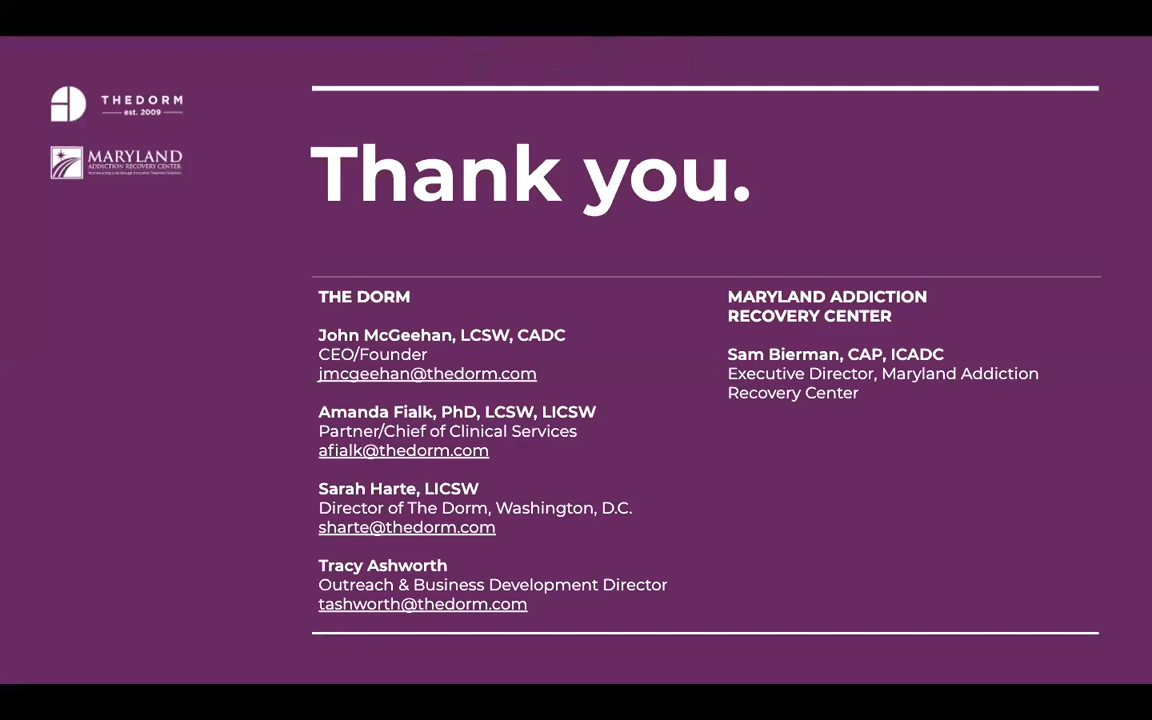 THEDORM
est. 2009
MARYLAND
ADDICTION RECOVERY CENTER
Thank you.
THE DORM
John McGeehan, LCSW, CADC
CEO/Founder
jmcgeehan@thedorm.com
Amanda Fialk, PhD, LCSW, LICSW
Partner/Chief of Clinical Services
afialk@thedorm.com
Sarah Harte, LICSW
Director of The Dorm, Washington, D.C.
sharte@thedorm.com
Tracy Ashworth
Outreach & Business Development Director
tashworth@thedorm.com
MARYLAND ADDICTION
RECOVERY CENTER
Sam Bierman, CAP, ICADC
Executive Director, Maryland Addiction
Recovery Center